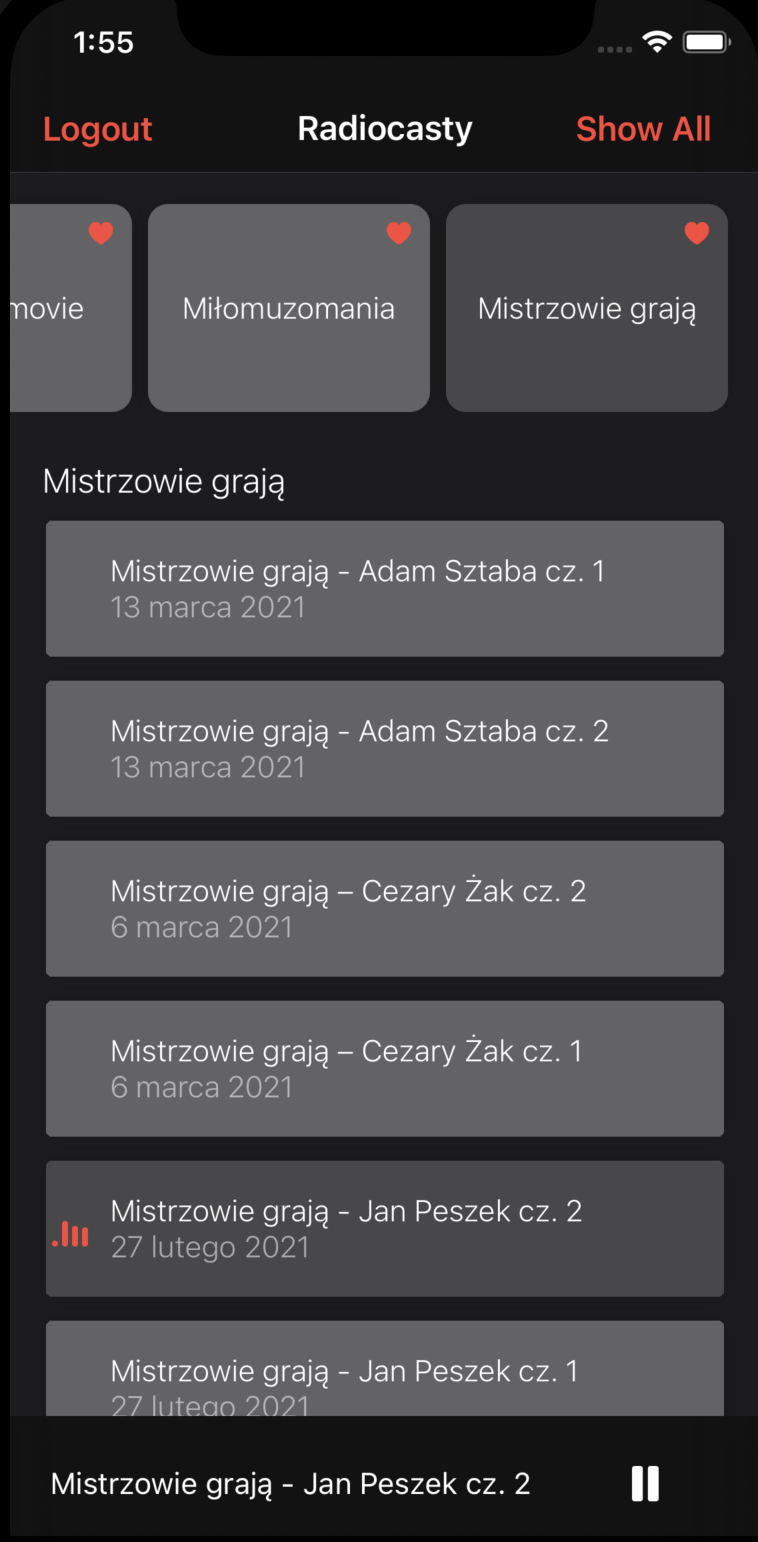 1:55
Logout Radiocasty Show All
movie Miłomuzomania Mistrzowie grają
Mistrzowie grają
Mistrzowie grają - Adam Sztaba cz. 1
13 marca 2021
Mistrzowie grają - Adam Sztaba cz. 2
13 marca 2021
Mistrzowie grają – Cezary Żak cz. 2
6 marca 2021
Mistrzowie grają – Cezary Żak cz. 1
6 marca 2021
Mistrzowie grają - Jan Peszek cz. 2
27 lutego 2021
Mistrzowie grają - Jan Peszek cz. 1
27 lutego 2021
Mistrzowie grają - Jan Peszek cz. 2